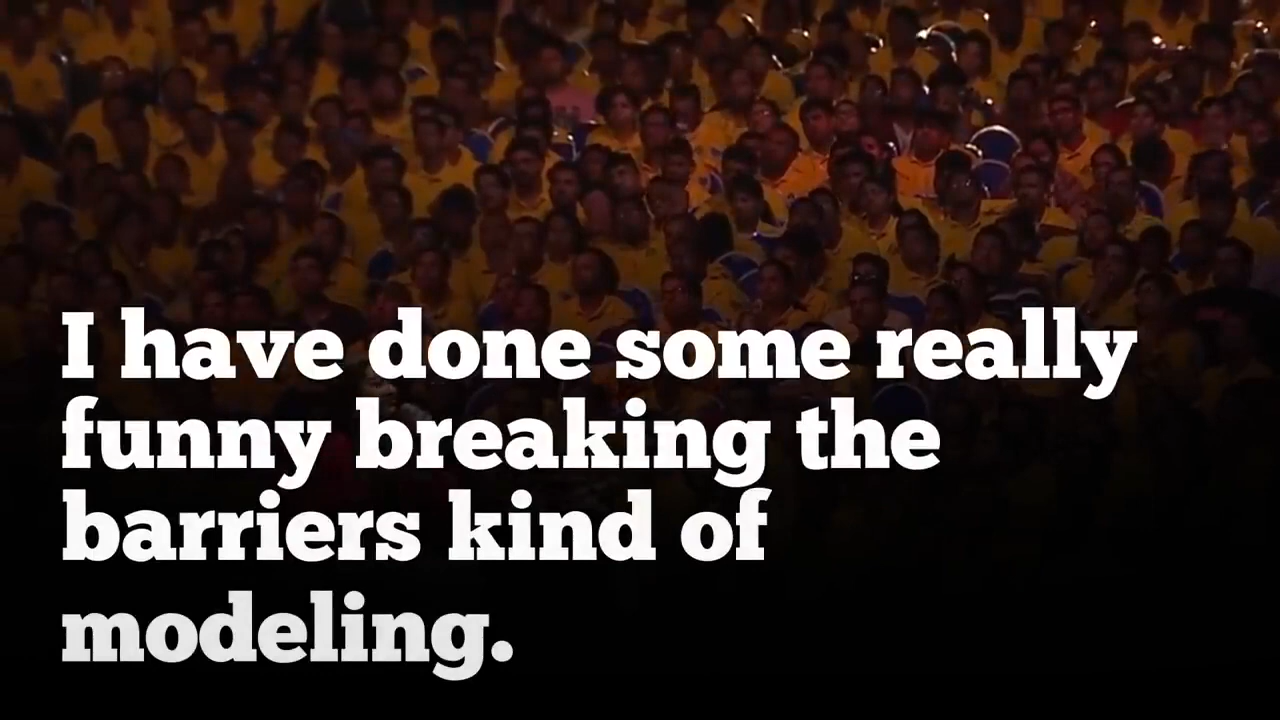 I have done some really
funny breaking the
barriers kind of
modeling.